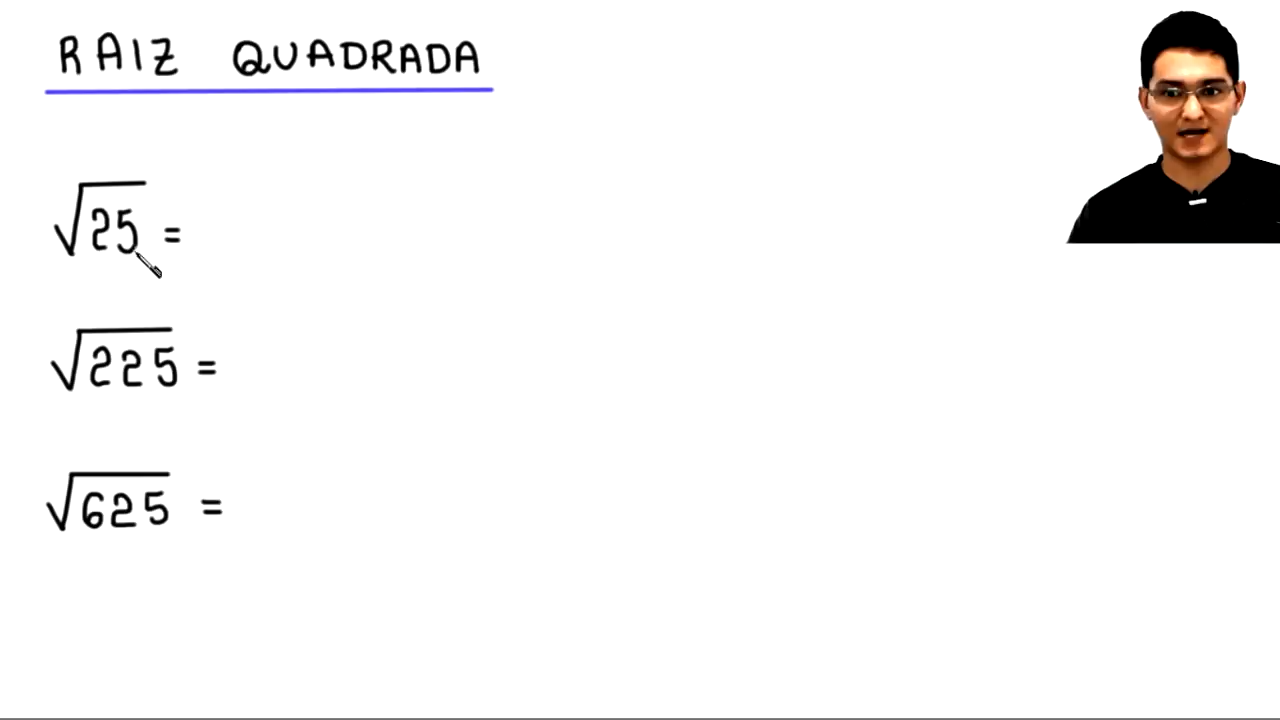 RAIZ QUADRADA
√25 =
√225 =
√625 =